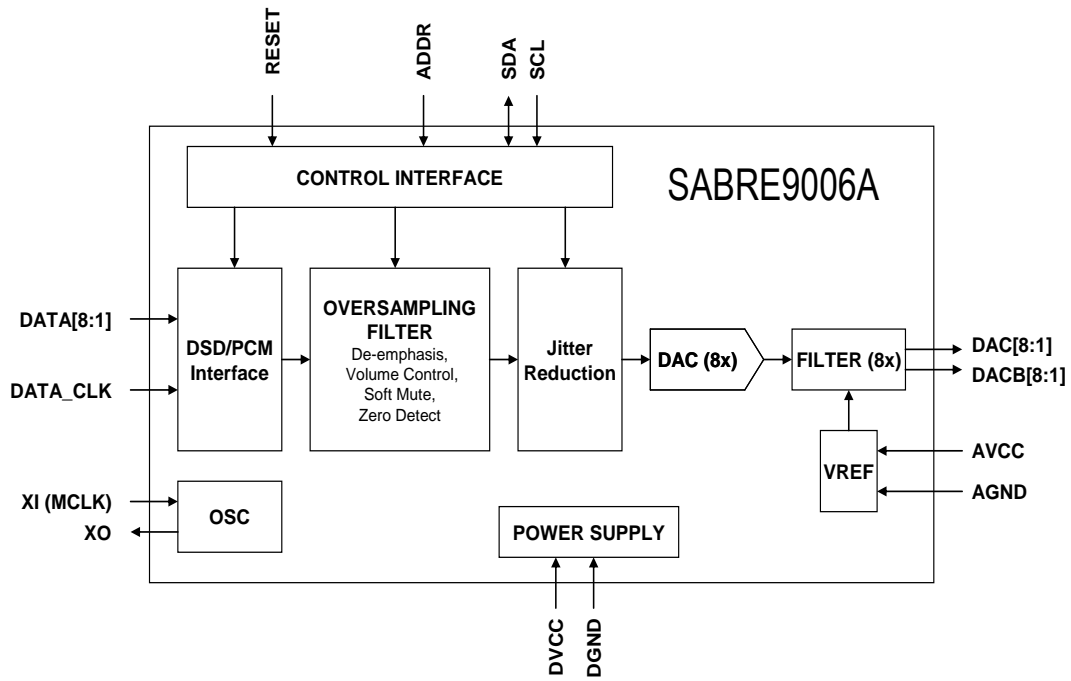 RESET
ADDR
SDA
SCL
CONTROL INTERFACE
SABRE9006A
DATA[8:1]
DATA_CLK
DSD/PCM
Interface
OVERSAMPLING
FILTER
De-emphasis,
Volume Control,
Soft Mute,
Zero Detect
Jitter
Reduction
DAC (8x)
FILTER (8x)
DAC[8:1]
DACB[8:1]
VREF
AVCC
AGND
XI (MCLK)
XO
OSC
POWER SUPPLY
DVCC
DGND